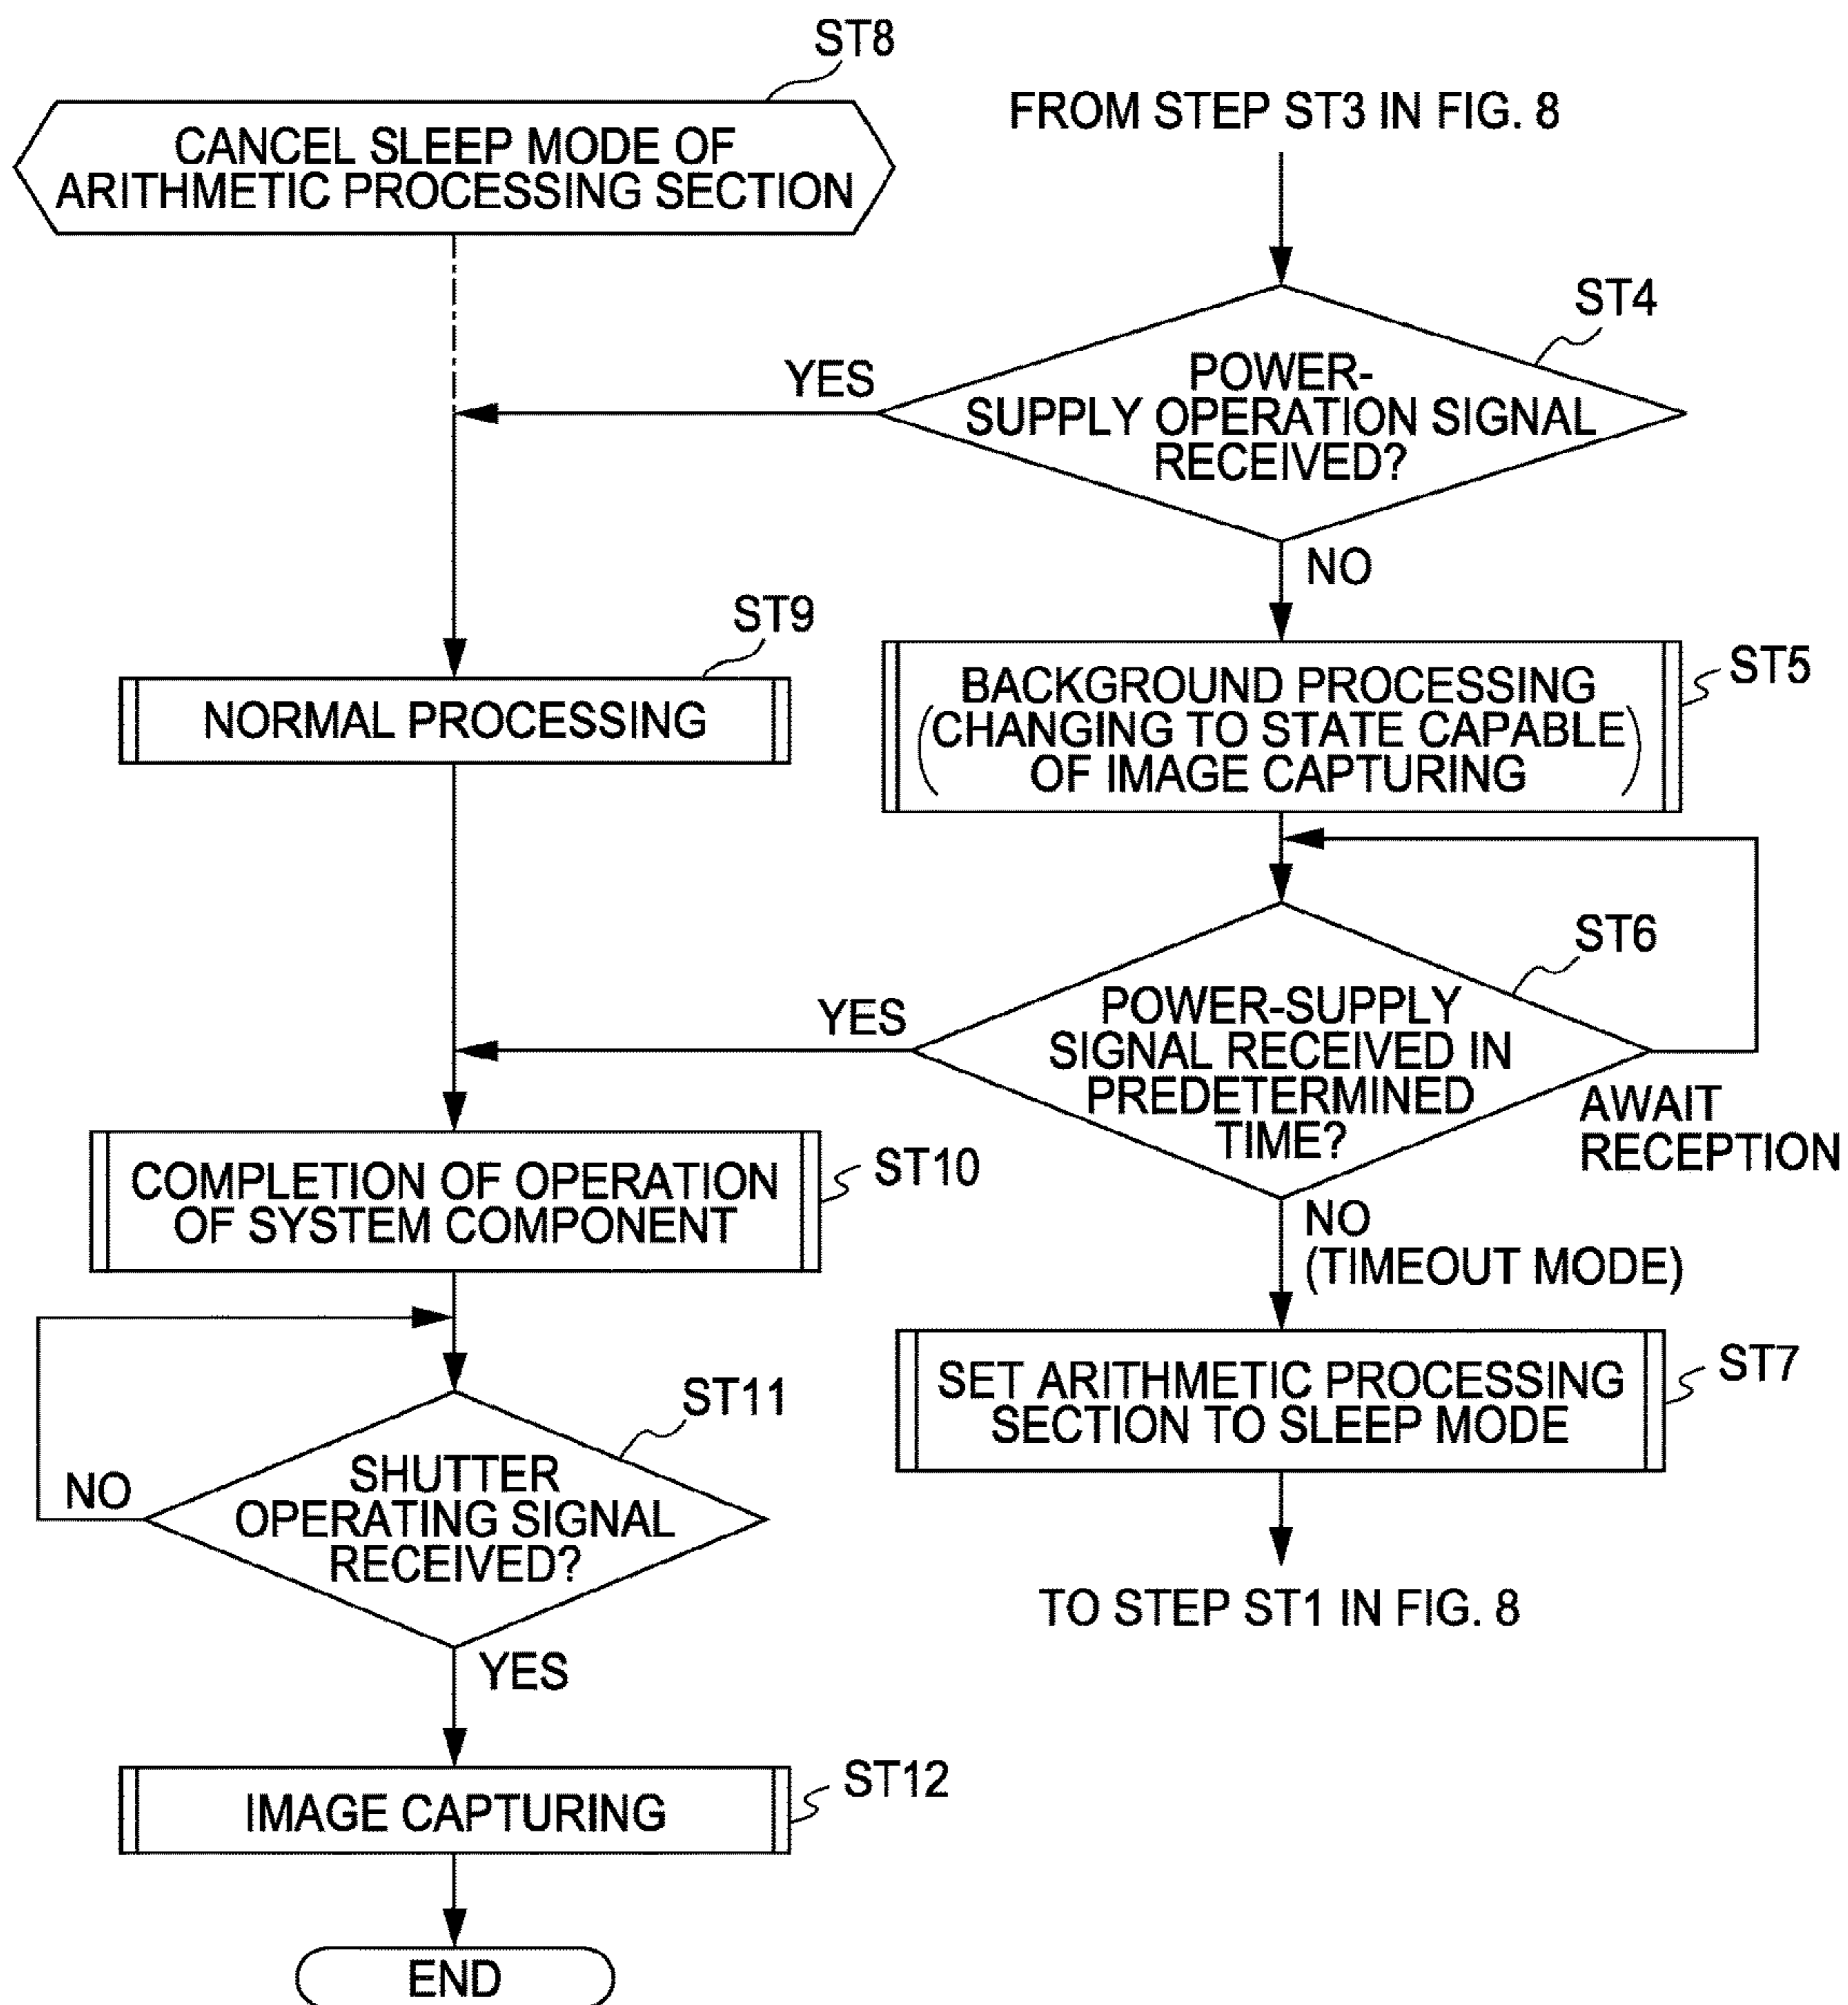 ST8
CANCEL SLEEP MODE OF
ARITHMETIC PROCESSING SECTION
FROM STEP ST3 IN FIG. 8
ST4
POWER-
SUPPLY OPERATION SIGNAL
RECEIVED?
YES
NO
ST9
NORMAL PROCESSING
ST5
BACKGROUND PROCESSING
(CHANGING TO STATE CAPABLE
OF IMAGE CAPTURING)
ST6
POWER-SUPPLY
SIGNAL RECEIVED IN
PREDETERMINED
TIME?
YES
AWAIT
RECEPTION
NO
(TIMEOUT MODE)
ST10
COMPLETION OF OPERATION
OF SYSTEM COMPONENT
ST7
SET ARITHMETIC PROCESSING
SECTION TO SLEEP MODE
TO STEP ST1 IN FIG. 8
ST11
SHUTTER
OPERATING SIGNAL
RECEIVED?
NO
YES
ST12
IMAGE CAPTURING
END